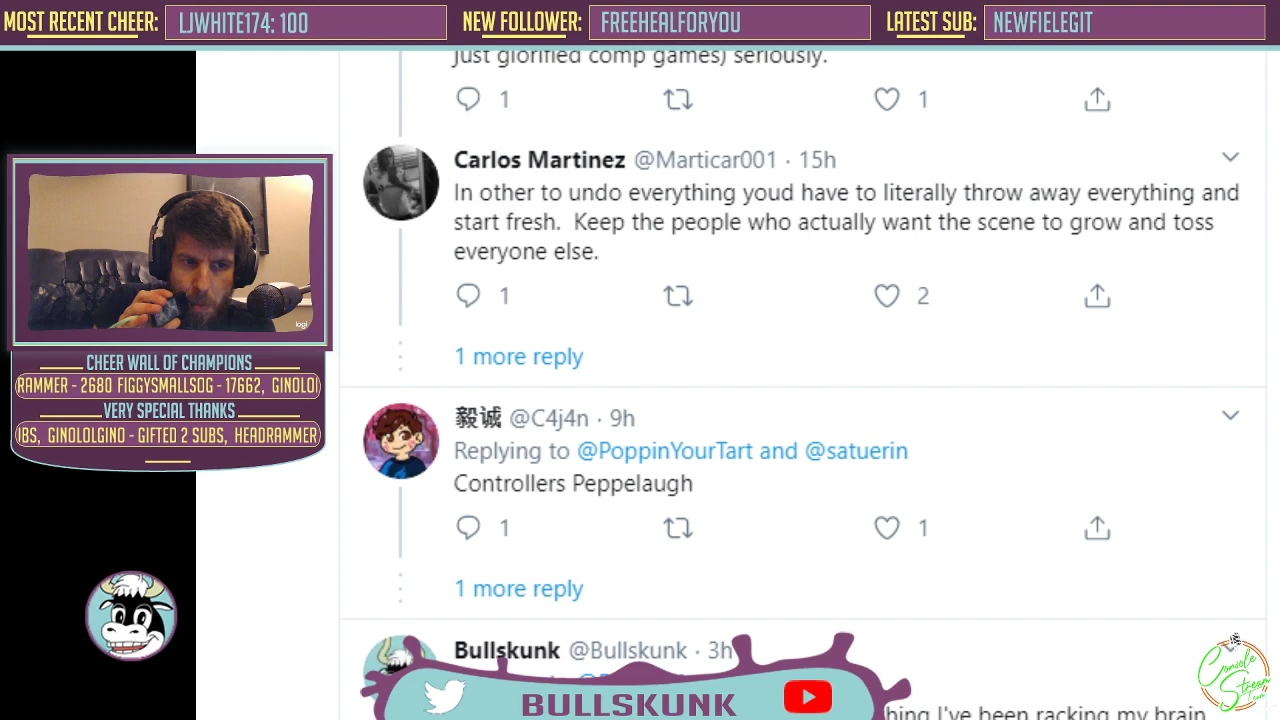 MOST RECENT CHEER: LJWHITE174: 100 NEW FOLLOWER: FREEHEALFORYOU LATEST SUB: NEWFIELEGIT
just glorified comp games) seriously.
1 1
Carlos Martinez @Marticar001 · 15h
In other to undo everything youd have to literally throw away everything and
start fresh. Keep the people who actually want the scene to grow and toss
everyone else.
1 2
1 more reply
logi
CHEER WALL OF CHAMPIONS
RAMMER - 2680 FIGGYSMALLSOG - 17662, GINOLOL
VERY SPECIAL THANKS
IBS, GINOLOLGINO - GIFTED 2 SUBS, HEADRAMMER
毅诚 @C4j4n · 9h
Replying to @PoppinYourTart and @satuerin
Controllers Peppelaugh
1 1
1 more reply
Bullskunk @Bullskunk · 3h
BULLSKUNK
hing I've been racking my brain
Console
Stream
.com